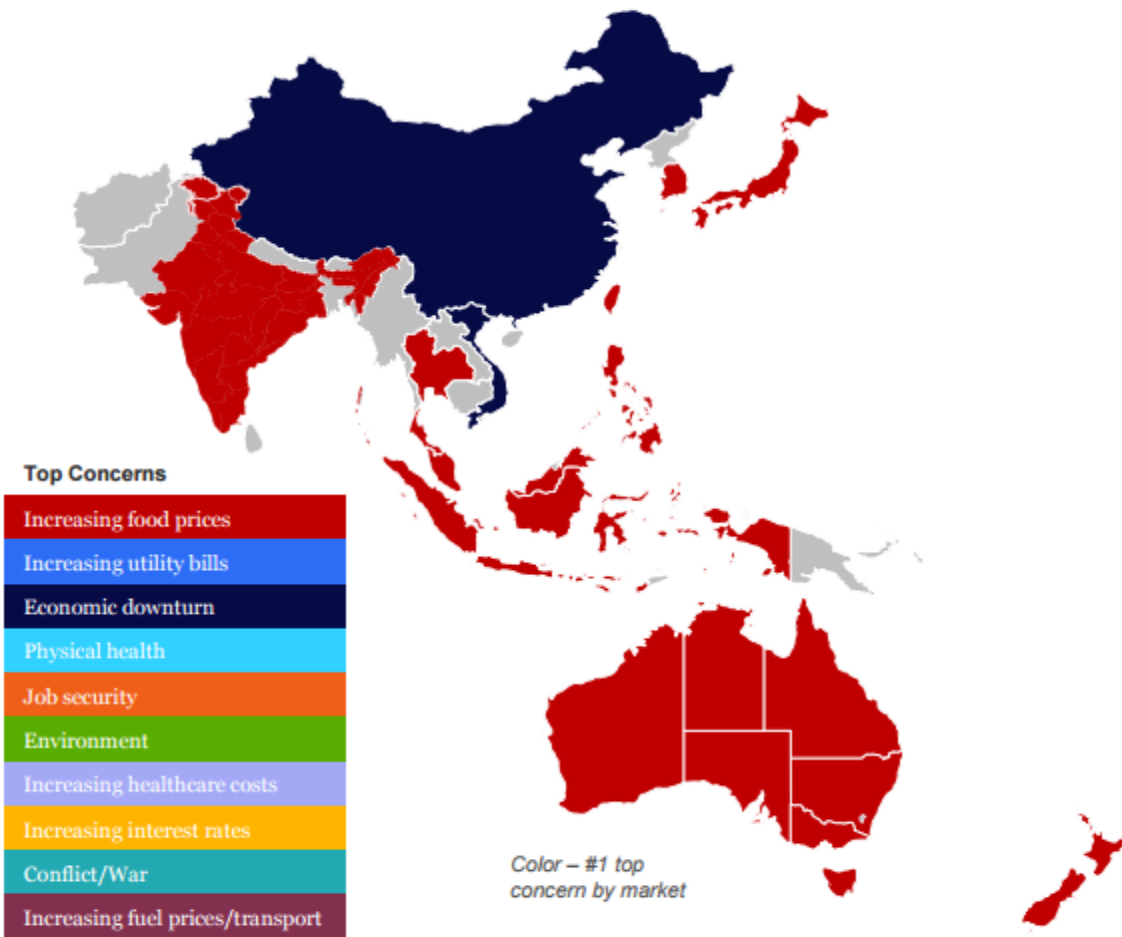 Top Concerns
Increasing food prices
Increasing utility bills
Economic downturn
Physical health
Job security
Environment
Increasing healthcare costs
Increasing interest rates
Conflict/War
Increasing fuel prices/transport
Color – #1 top
concern by market